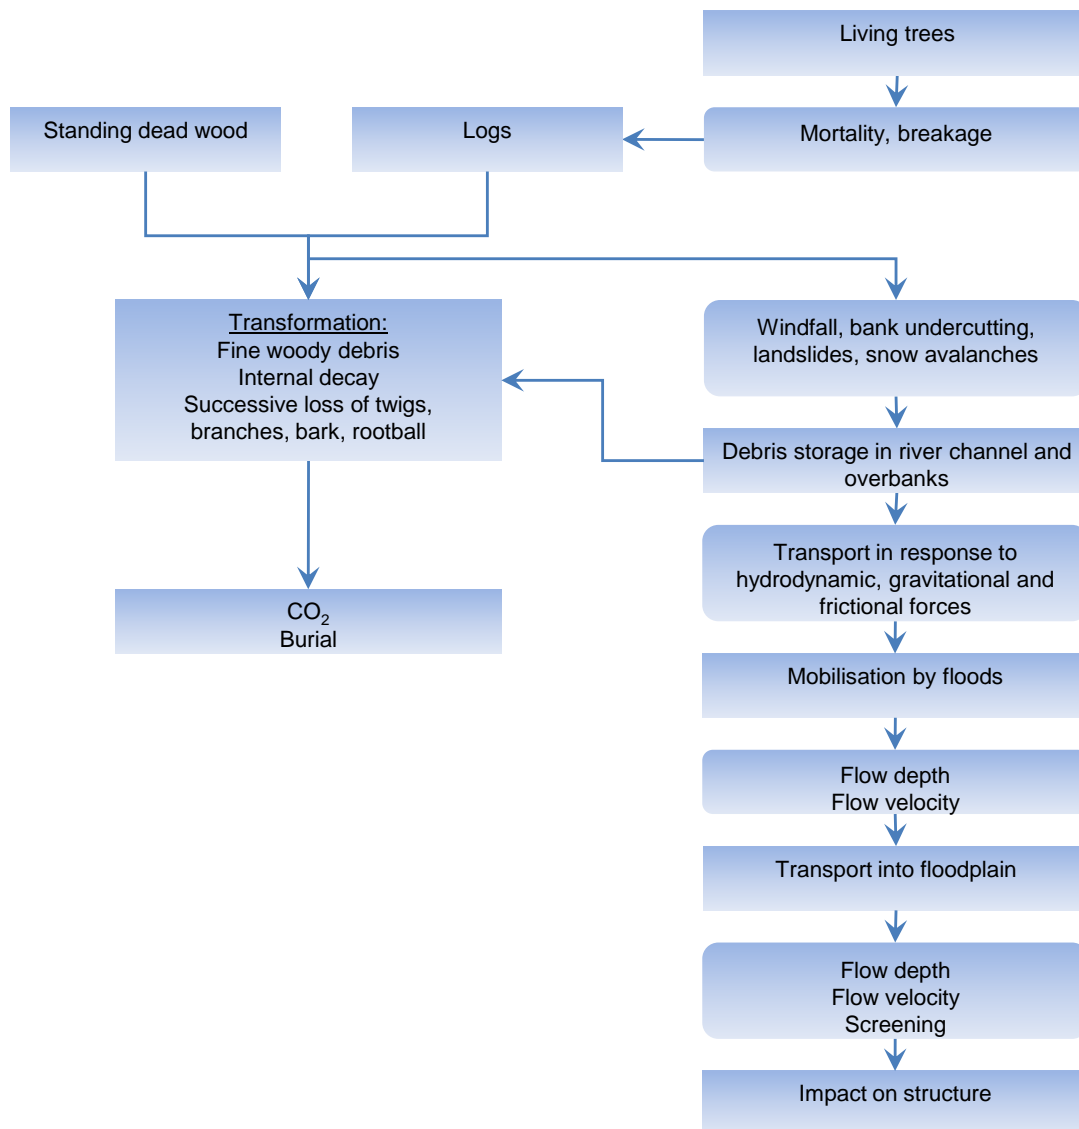 Living trees
Standing dead wood
Logs
Mortality, breakage
Transformation:
Fine woody debris
Internal decay
Successive loss of twigs,
branches, bark, rootball
Windfall, bank undercutting,
landslides, snow avalanches
Debris storage in river channel and
overbanks
Transport in response to
hydrodynamic, gravitational and
frictional forces
CO₂
Burial
Mobilisation by floods
Flow depth
Flow velocity
Transport into floodplain
Flow depth
Flow velocity
Screening
Impact on structure